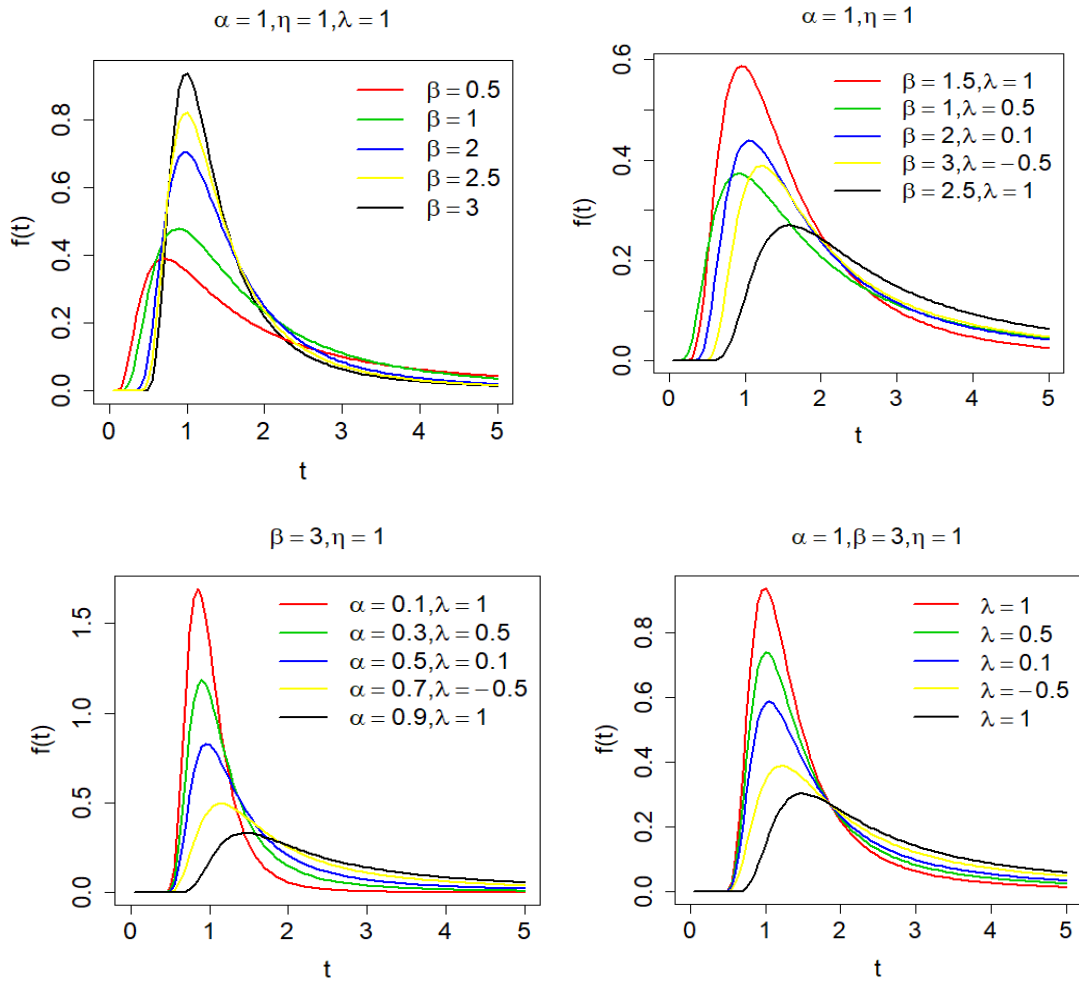 α = 1,η = 1,λ = 1
f(t)
0.0 0.2 0.4 0.6 0.8
β = 0.5
β = 1
β = 2
β = 2.5
β = 3
0 1 2 3 4 5
t
α = 1,η = 1
f(t)
0.0 0.2 0.4 0.6
β = 1.5,λ = 1
β = 1,λ = 0.5
β = 2,λ = 0.1
β = 3,λ = −0.5
β = 2.5,λ = 1
0 1 2 3 4 5
t
β = 3,η = 1
f(t)
0.0 0.5 1.0 1.5
α = 0.1,λ = 1
α = 0.3,λ = 0.5
α = 0.5,λ = 0.1
α = 0.7,λ = −0.5
α = 0.9,λ = 1
0 1 2 3 4 5
t
α = 1,β = 3,η = 1
f(t)
0.0 0.2 0.4 0.6 0.8
λ = 1
λ = 0.5
λ = 0.1
λ = −0.5
λ = 1
0 1 2 3 4 5
t